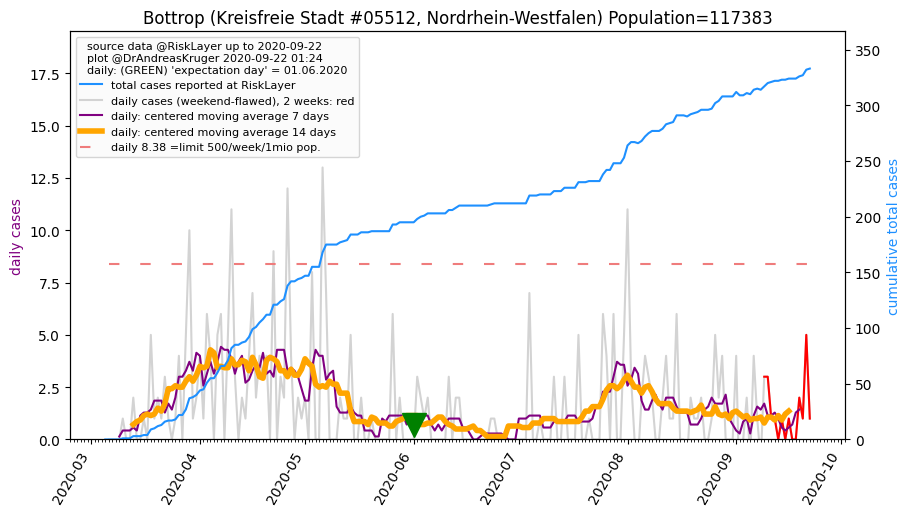 Bottrop (Kreisfreie Stadt #05512, Nordrhein-Westfalen) Population=117383
source data @RiskLayer up to 2020-09-22
plot @DrAndreasKruger 2020-09-22 01:24
daily: (GREEN) 'expectation day' = 01.06.2020
total cases reported at RiskLayer
daily cases (weekend-flawed), 2 weeks: red
daily: centered moving average 7 days
daily: centered moving average 14 days
daily 8.38 =limit 500/week/1mio pop.
daily cases
17.5
15.0
12.5
10.0
7.5
5.0
2.5
0.0
350
300
250
200
150
100
50
0
cumulative total cases
2020-03
2020-04
2020-05
2020-06
2020-07
2020-08
2020-09
2020-10